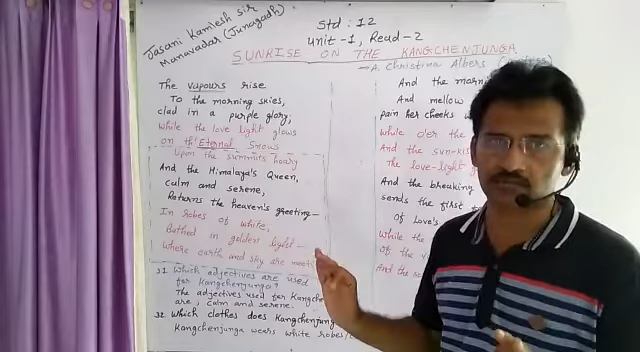 Jasani Kamlesh sir
Manavadar (Junagadh)
Std : 12
Unit -1, Read-2
SUNRISE ON THE KANGCHENJUNGA
A. Christina Albers
The vapours rise
To the morning skies,
clad in a purple glory,
while the love light glows
on th' Eternal snows
Upon the summits hoary
And the Himalaya's Queen,
calm and serene,
Returns the heaven's greeting—
In robes of white,
Bathed in golden light —
where earth and sky are meeti
31. Which adjectives are used
for Kangchenjunga?
The adjectives used for Kangche
are, calm and serene.
32. Which clothes does Kangchenjung
Kangchenjunga wears white robes/
And the morni
And mellow
pain her cheeks w
while o'er the
And the sun-kis
The love-light g
And the breaking
sends the first
Of Love's
While the
Of the
And the